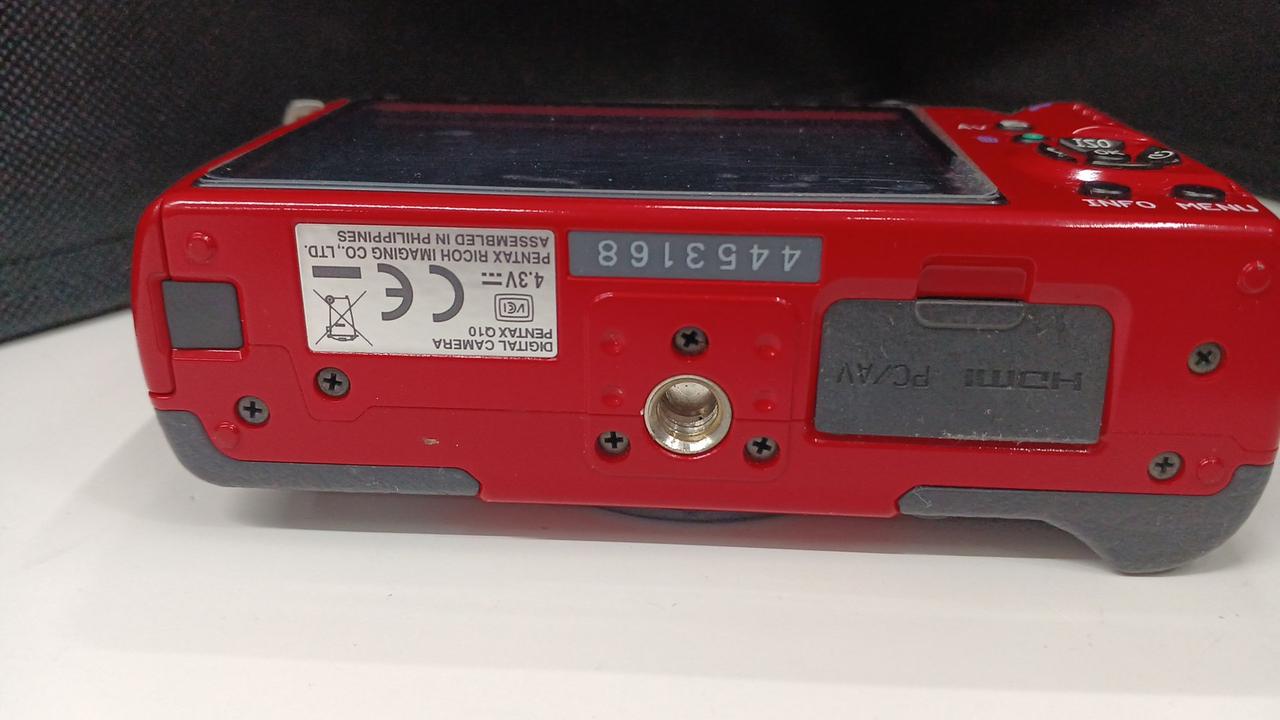 AV
ISO
OK
INFO
MENU
DIGITAL CAMERA
PENTAX Q10
VCI
4.3V
CE
PENTAX RICOH IMAGING CO.,LTD.
ASSEMBLED IN PHILIPPINES
4453168
HDMI PC/AV